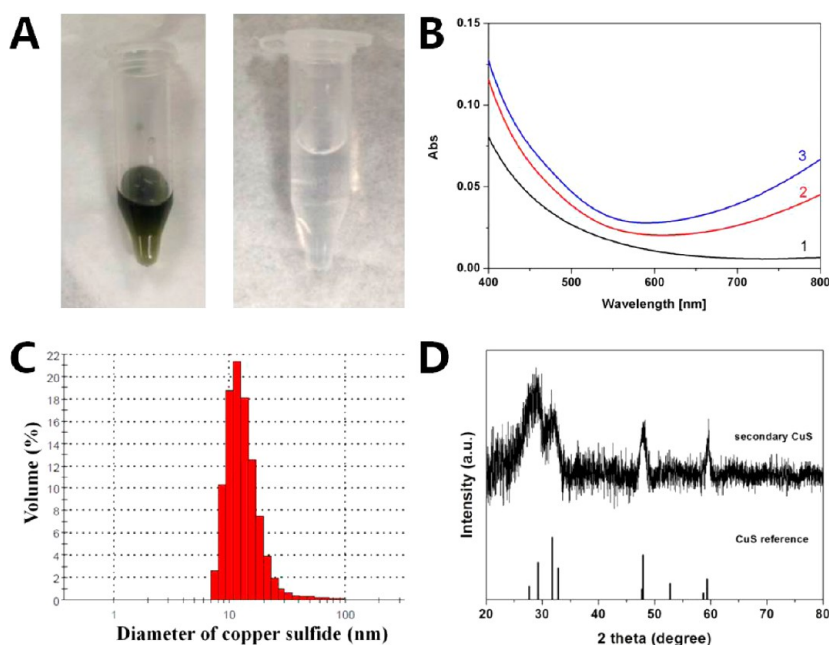 A
B
0.15
0.10
0.05
0.00
Abs
3
2
1
400 500 600 700 800
Wavelength [nm]
C
22
20
18
16
14
12
10
8
6
4
2
0
Volume (%)
1 10 100
Diameter of copper sulfide (nm)
D
Intensity (a.u.)
secondary CuS
CuS reference
20 30 40 50 60 70 80
2 theta (degree)